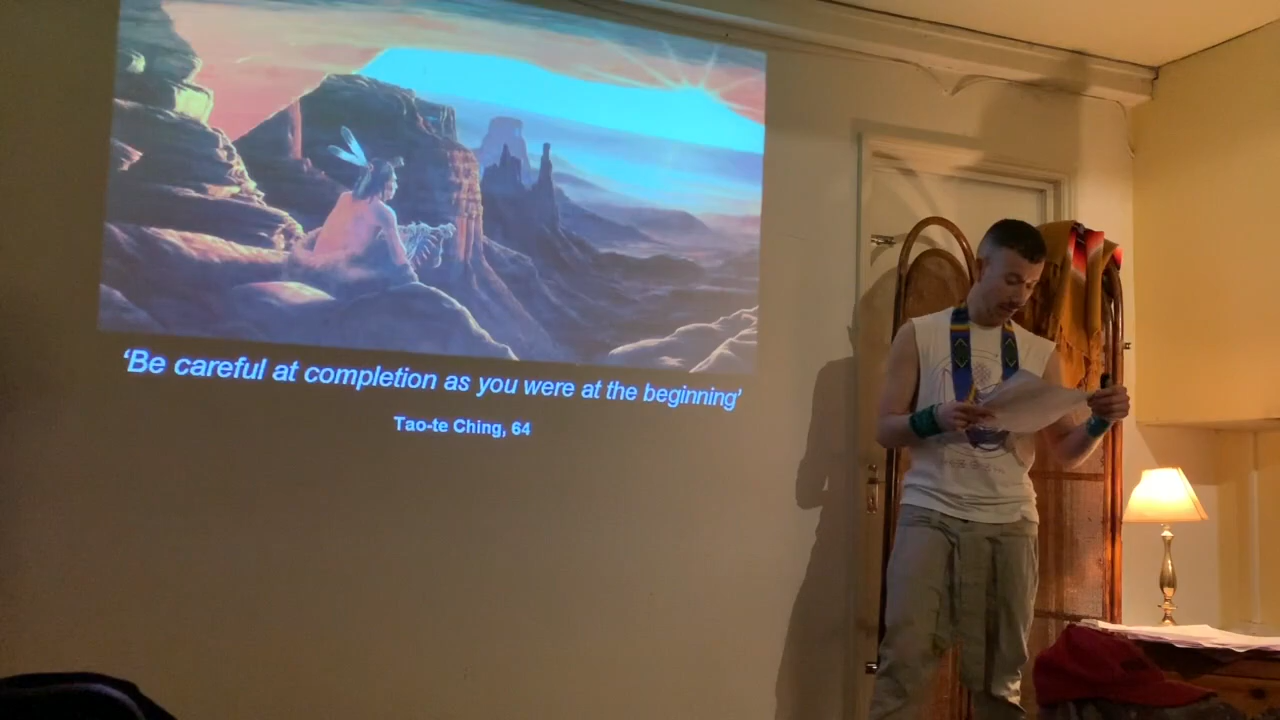 ‘Be careful at completion as you were at the beginning’
Tao-te Ching, 64